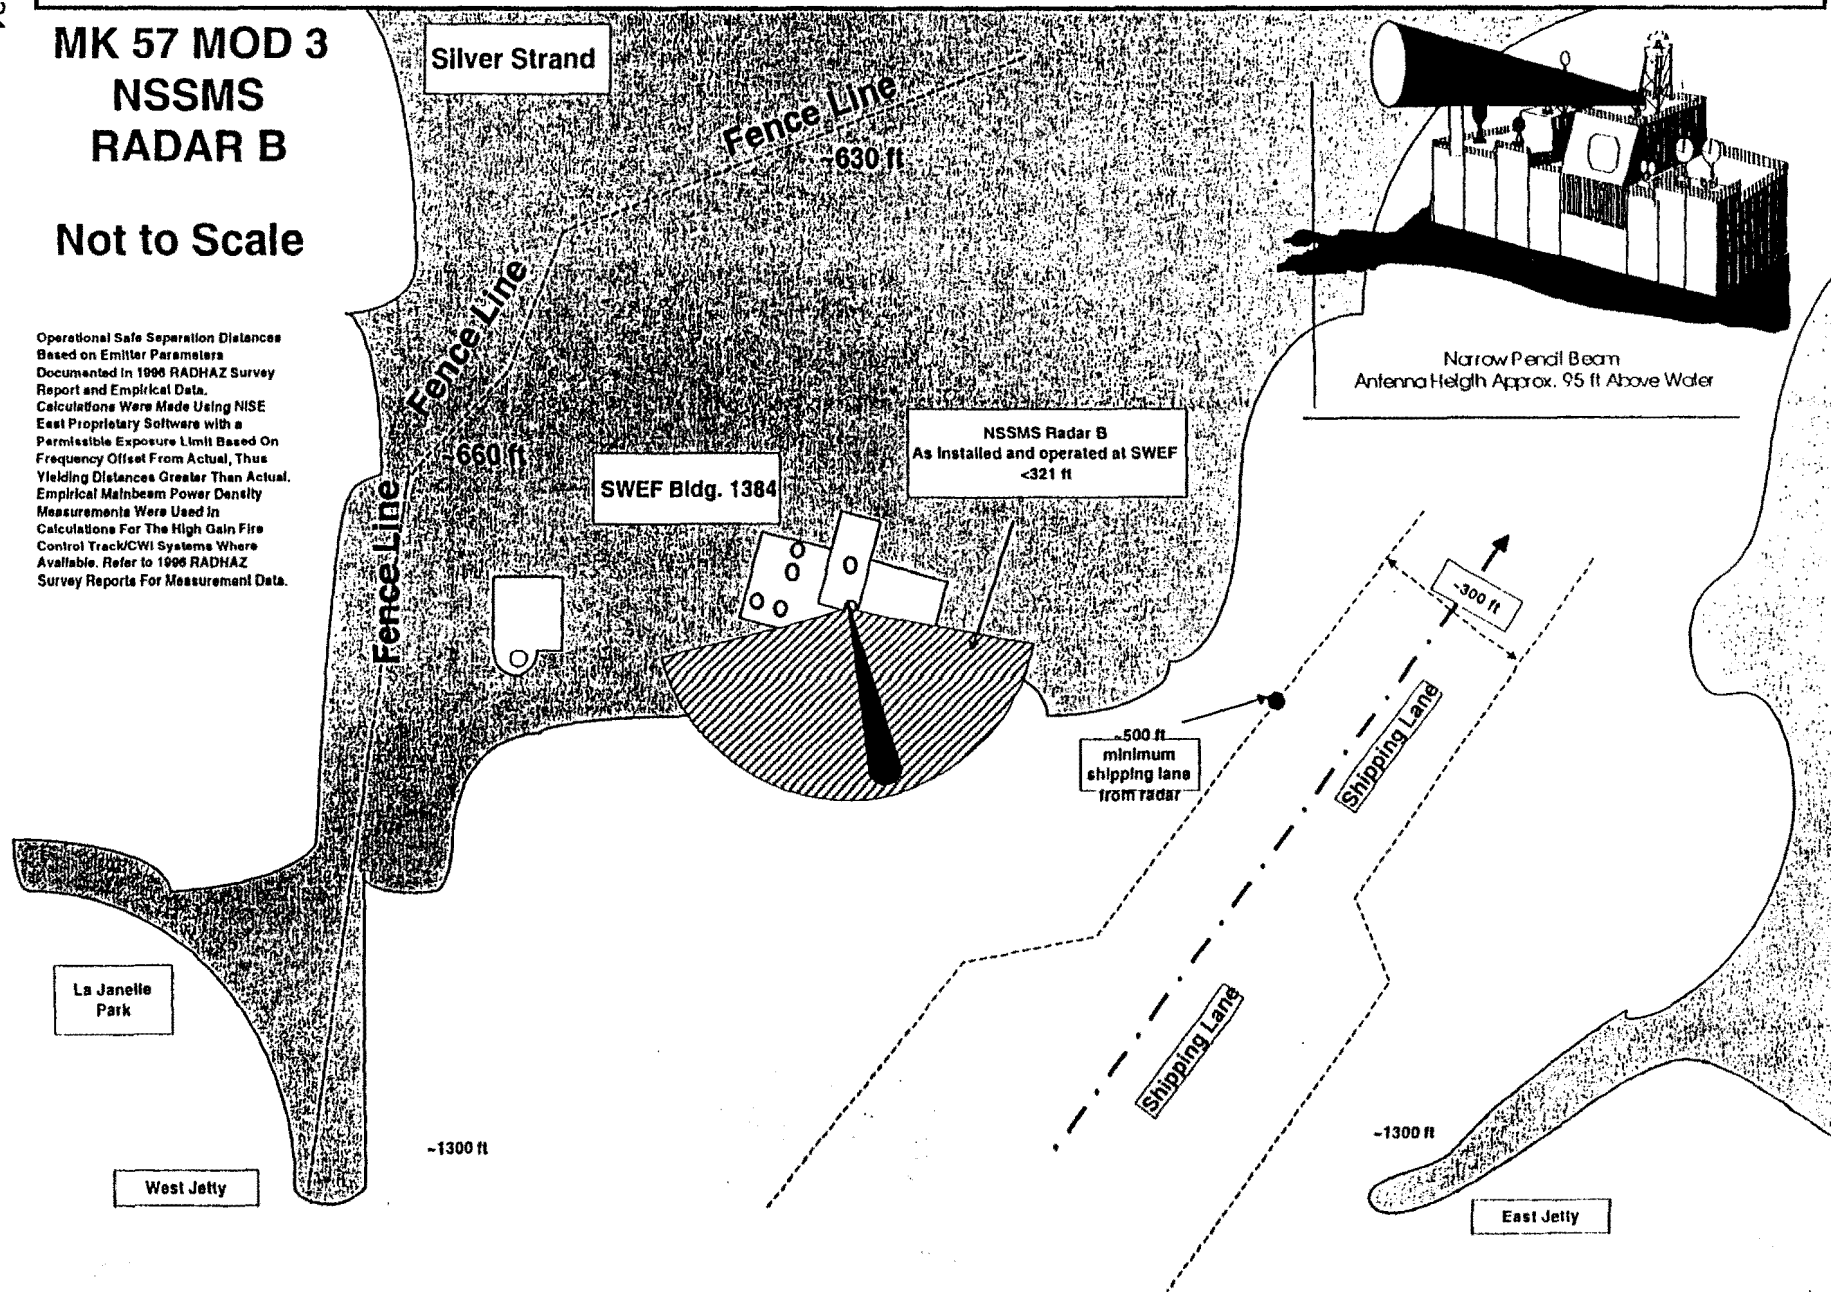 MK 57 MOD 3
NSSMS
RADAR B
Not to Scale
Operational Safe Separation Distances
Based on Emitter Parameters
Documented in 1996 RADHAZ Survey
Report and Empirical Data.
Calculations Were Made Using NISE
East Proprietary Software with a
Permissible Exposure Limit Based On
Frequency Offset From Actual, Thus
Yielding Distances Greater Than Actual.
Empirical Mainbeam Power Density
Measurements Were Used in
Calculations For The High Gain Fire
Control Track/CWI Systems Where
Available. Refer to 1996 RADHAZ
Survey Reports For Measurement Data.
Silver Strand
Fence Line
~630 ft
Fence Line
~660 ft
Fence Line
SWEF Bldg. 1384
NSSMS Radar B
As installed and operated at SWEF
<321 ft
Narrow Pencil Beam
Antenna Heigth Approx. 95 ft Above Water
~300 ft
Shipping Lane
~500 ft
minimum
shipping lane
from radar
Shipping Lane
La Janelle
Park
West Jetty
~1300 ft
~1300 ft
East Jetty